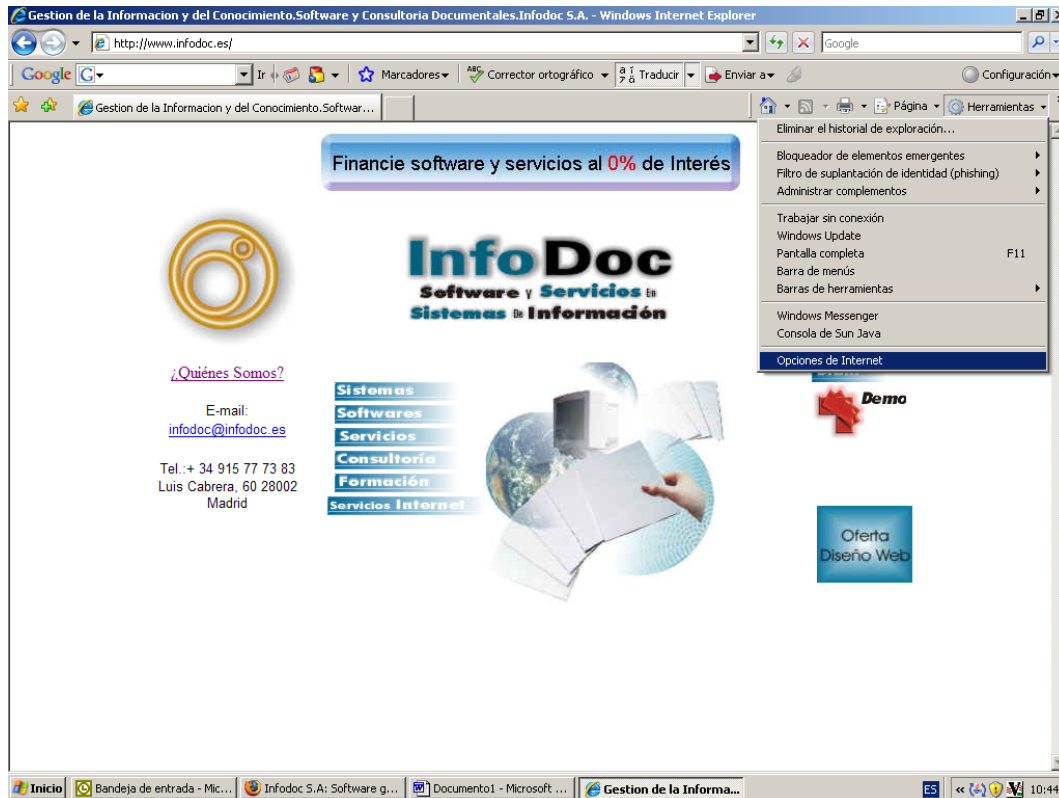 Gestion de la Informacion y del Conocimiento.Software y Consultoria Documentales.Infodoc S.A. - Windows Internet Explorer
http://www.infodoc.es/
Google
Google G Ir Marcadores ABC Corrector ortográfico Traducir Enviar a Configuración
Gestion de la Informacion y del Conocimiento.Softwar...
Página Herramientas
Eliminar el historial de exploración...
Bloqueador de elementos emergentes
Filtro de suplantación de identidad (phishing)
Administrar complementos
Trabajar sin conexión
Windows Update
Pantalla completa F11
Barra de menús
Barras de herramientas
Windows Messenger
Consola de Sun Java
Opciones de Internet
Financie software y servicios al 0% de Interés
InfoDoc
Software y Servicios En
Sistemas De Información
¿Quiénes Somos?
E-mail:
infodoc@infodoc.es
Tel.:+ 34 915 77 73 83
Luis Cabrera, 60 28002
Madrid
Sistemas
Softwares
Servicios
Consultoría
Formación
Servicios Internet
Demo
Oferta
Diseño Web
Inicio
Bandeja de entrada - Mic...
Infodoc S.A: Software g...
Documento1 - Microsoft ...
Gestion de la Informa...
ES
10:44